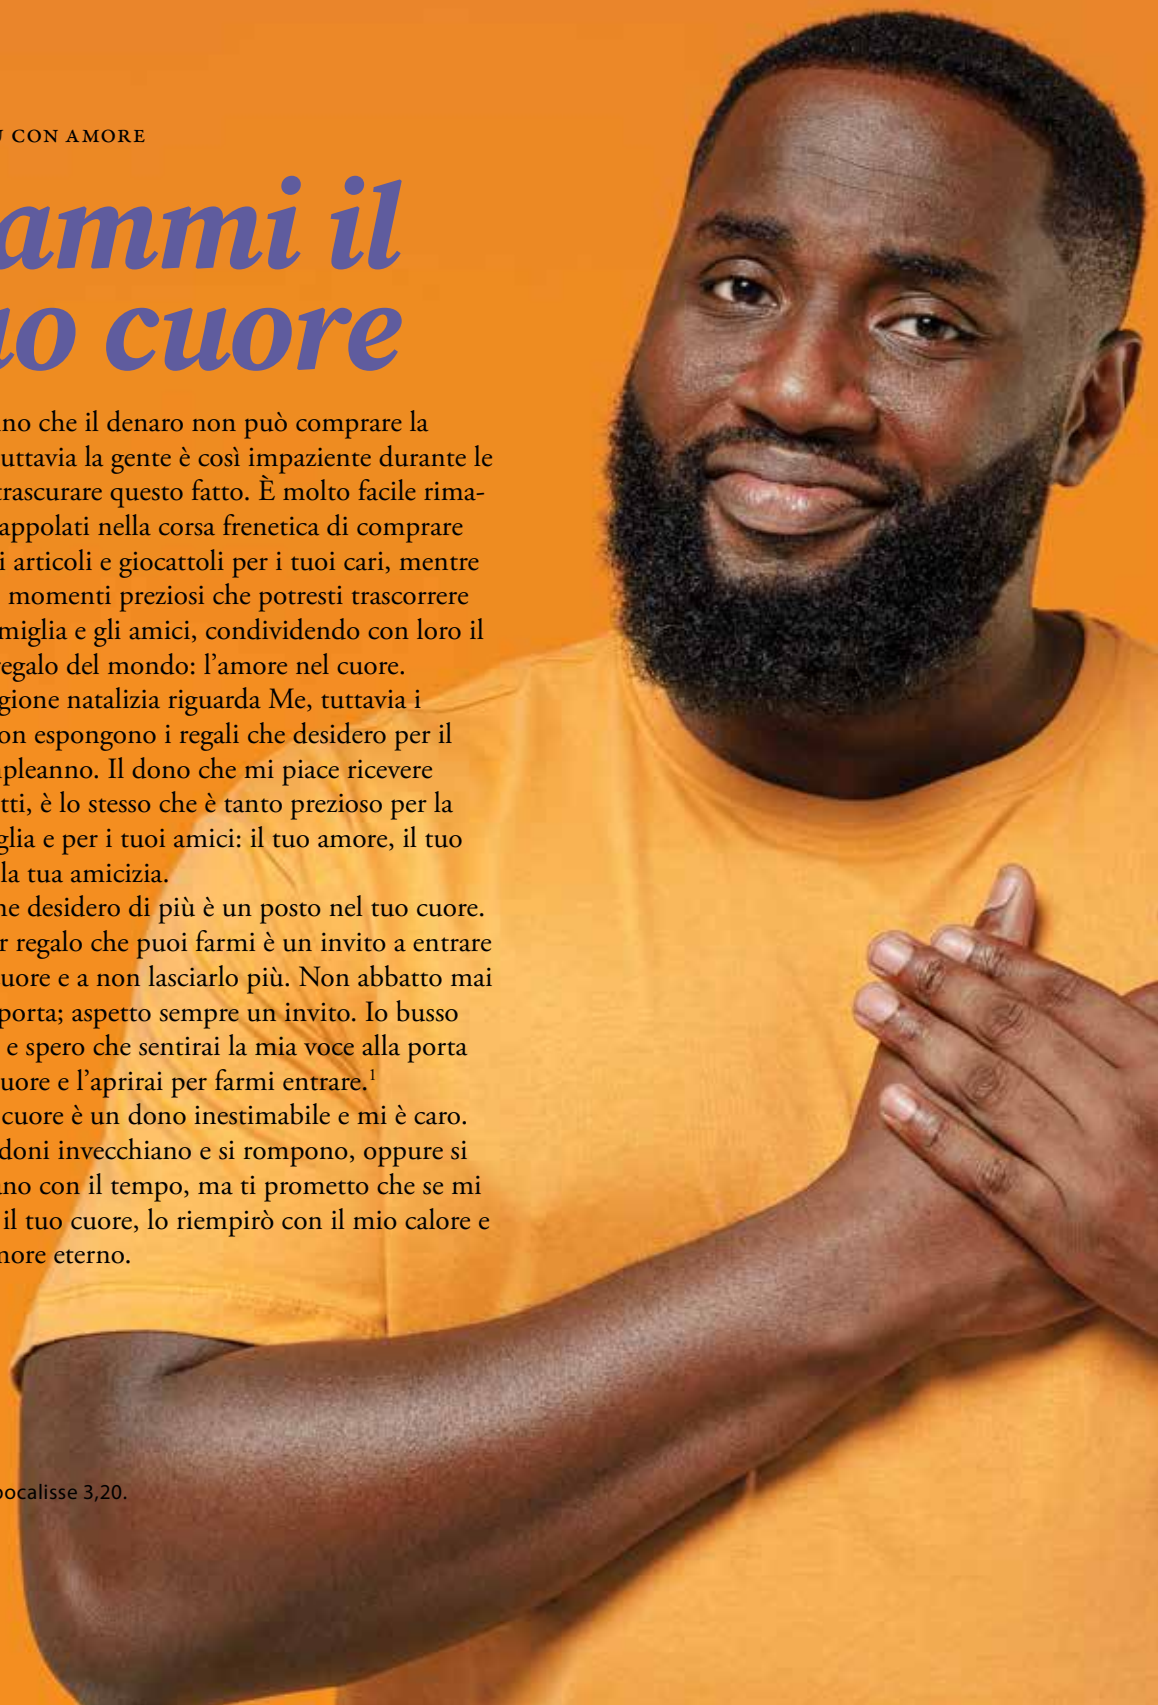 CON AMORE
ammi il
uo cuore
no che il denaro non può comprare la
uttavia la gente è così impaziente durante le
trascurare questo fatto. È molto facile rima-
appolati nella corsa frenetica di comprare
i articoli e giocattoli per i tuoi cari, mentre
momenti preziosi che potresti trascorrere
miglia e gli amici, condividendo con loro il
regalo del mondo: l’amore nel cuore.
gione natalizia riguarda Me, tuttavia i
on espongono i regali che desidero per il
pleanno. Il dono che mi piace ricevere
tti, è lo stesso che è tanto prezioso per la
glia e per i tuoi amici: il tuo amore, il tuo
la tua amicizia.
he desidero di più è un posto nel tuo cuore.
r regalo che puoi farmi è un invito a entrare
uore e a non lasciarlo più. Non abbatto mai
porta; aspetto sempre un invito. Io busso
e spero che sentirai la mia voce alla porta
uore e l’aprirai per farmi entrare.¹
cuore è un dono inestimabile e mi è caro.
doni invecchiano e si rompono, oppure si
no con il tempo, ma ti prometto che se mi
il tuo cuore, lo riempirò con il mio calore e
more eterno.
pocalisse 3,20.